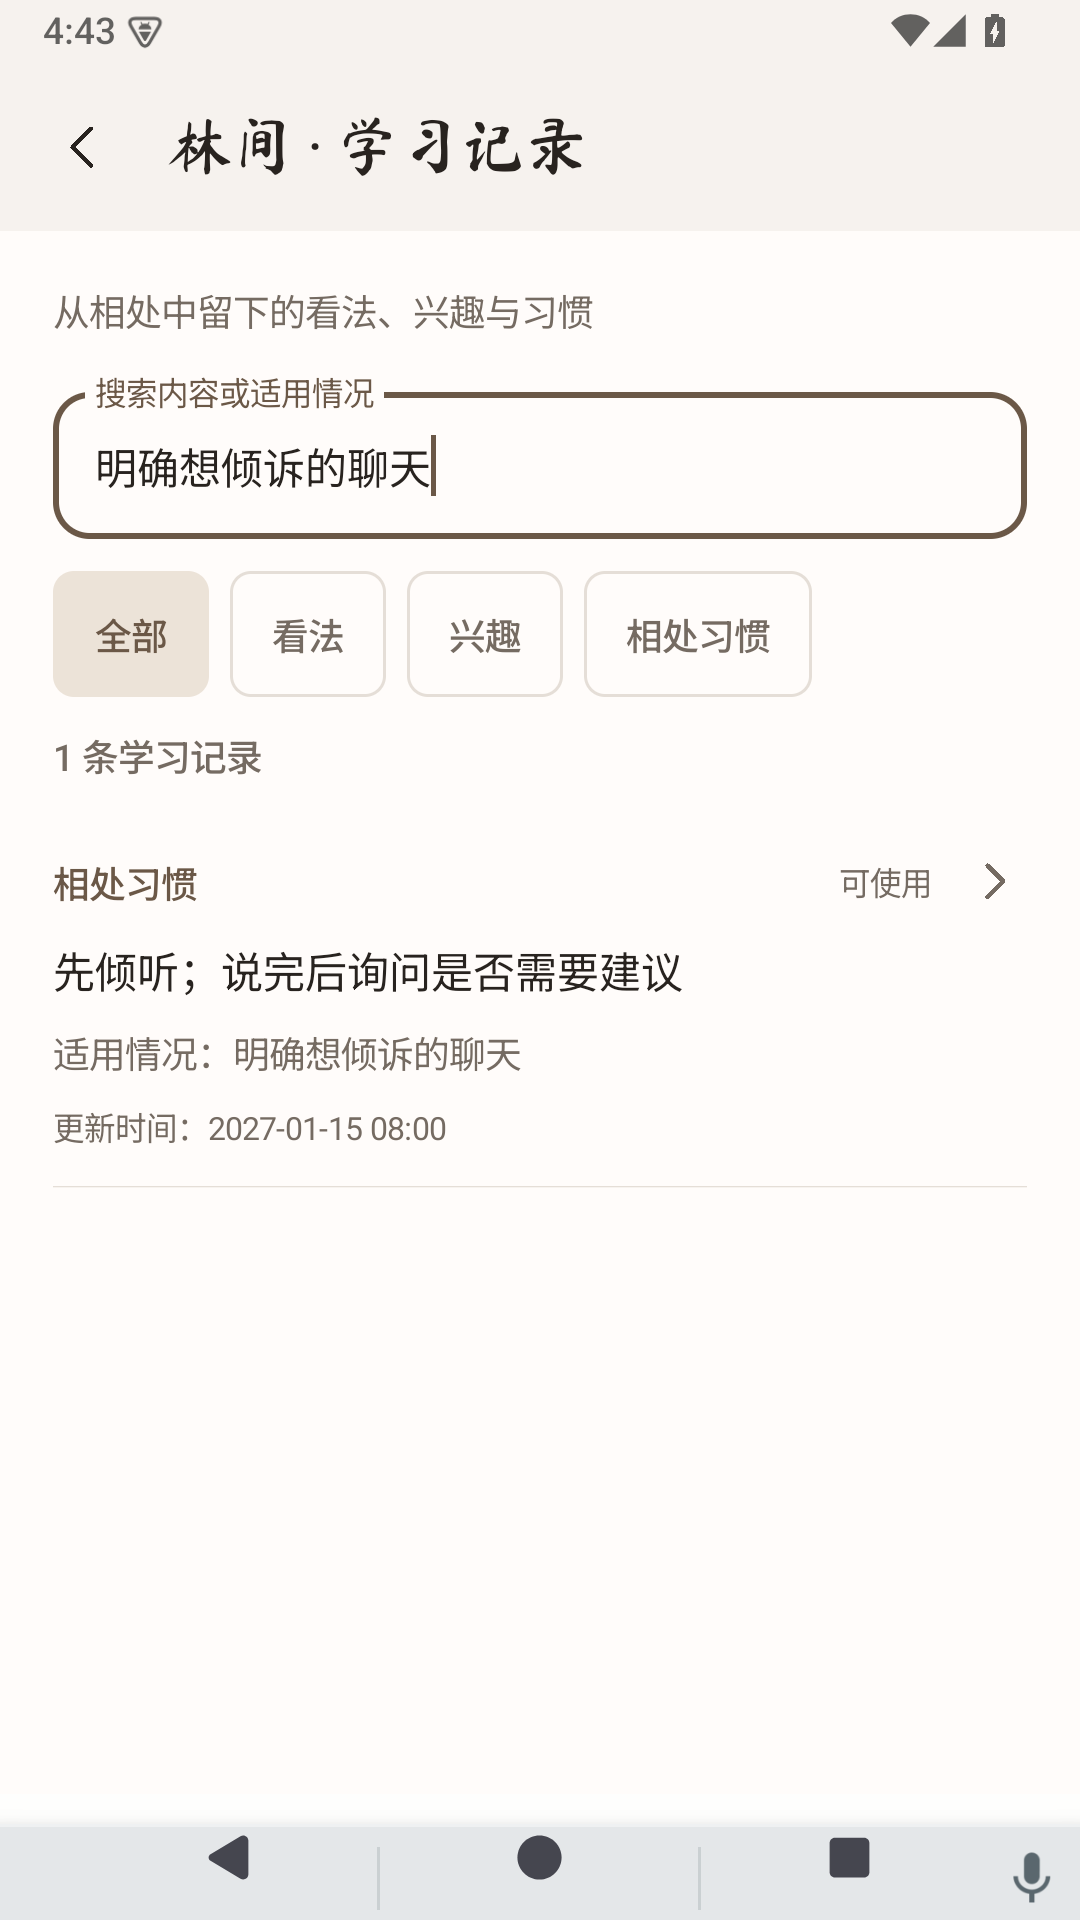 4:43
林间·学习记录
从相处中留下的看法、兴趣与习惯
搜索内容或适用情况
明确想倾诉的聊天
全部 看法 兴趣 相处习惯
1 条学习记录
相处习惯 可使用
先倾听；说完后询问是否需要建议
适用情况：明确想倾诉的聊天
更新时间：2027-01-15 08:00